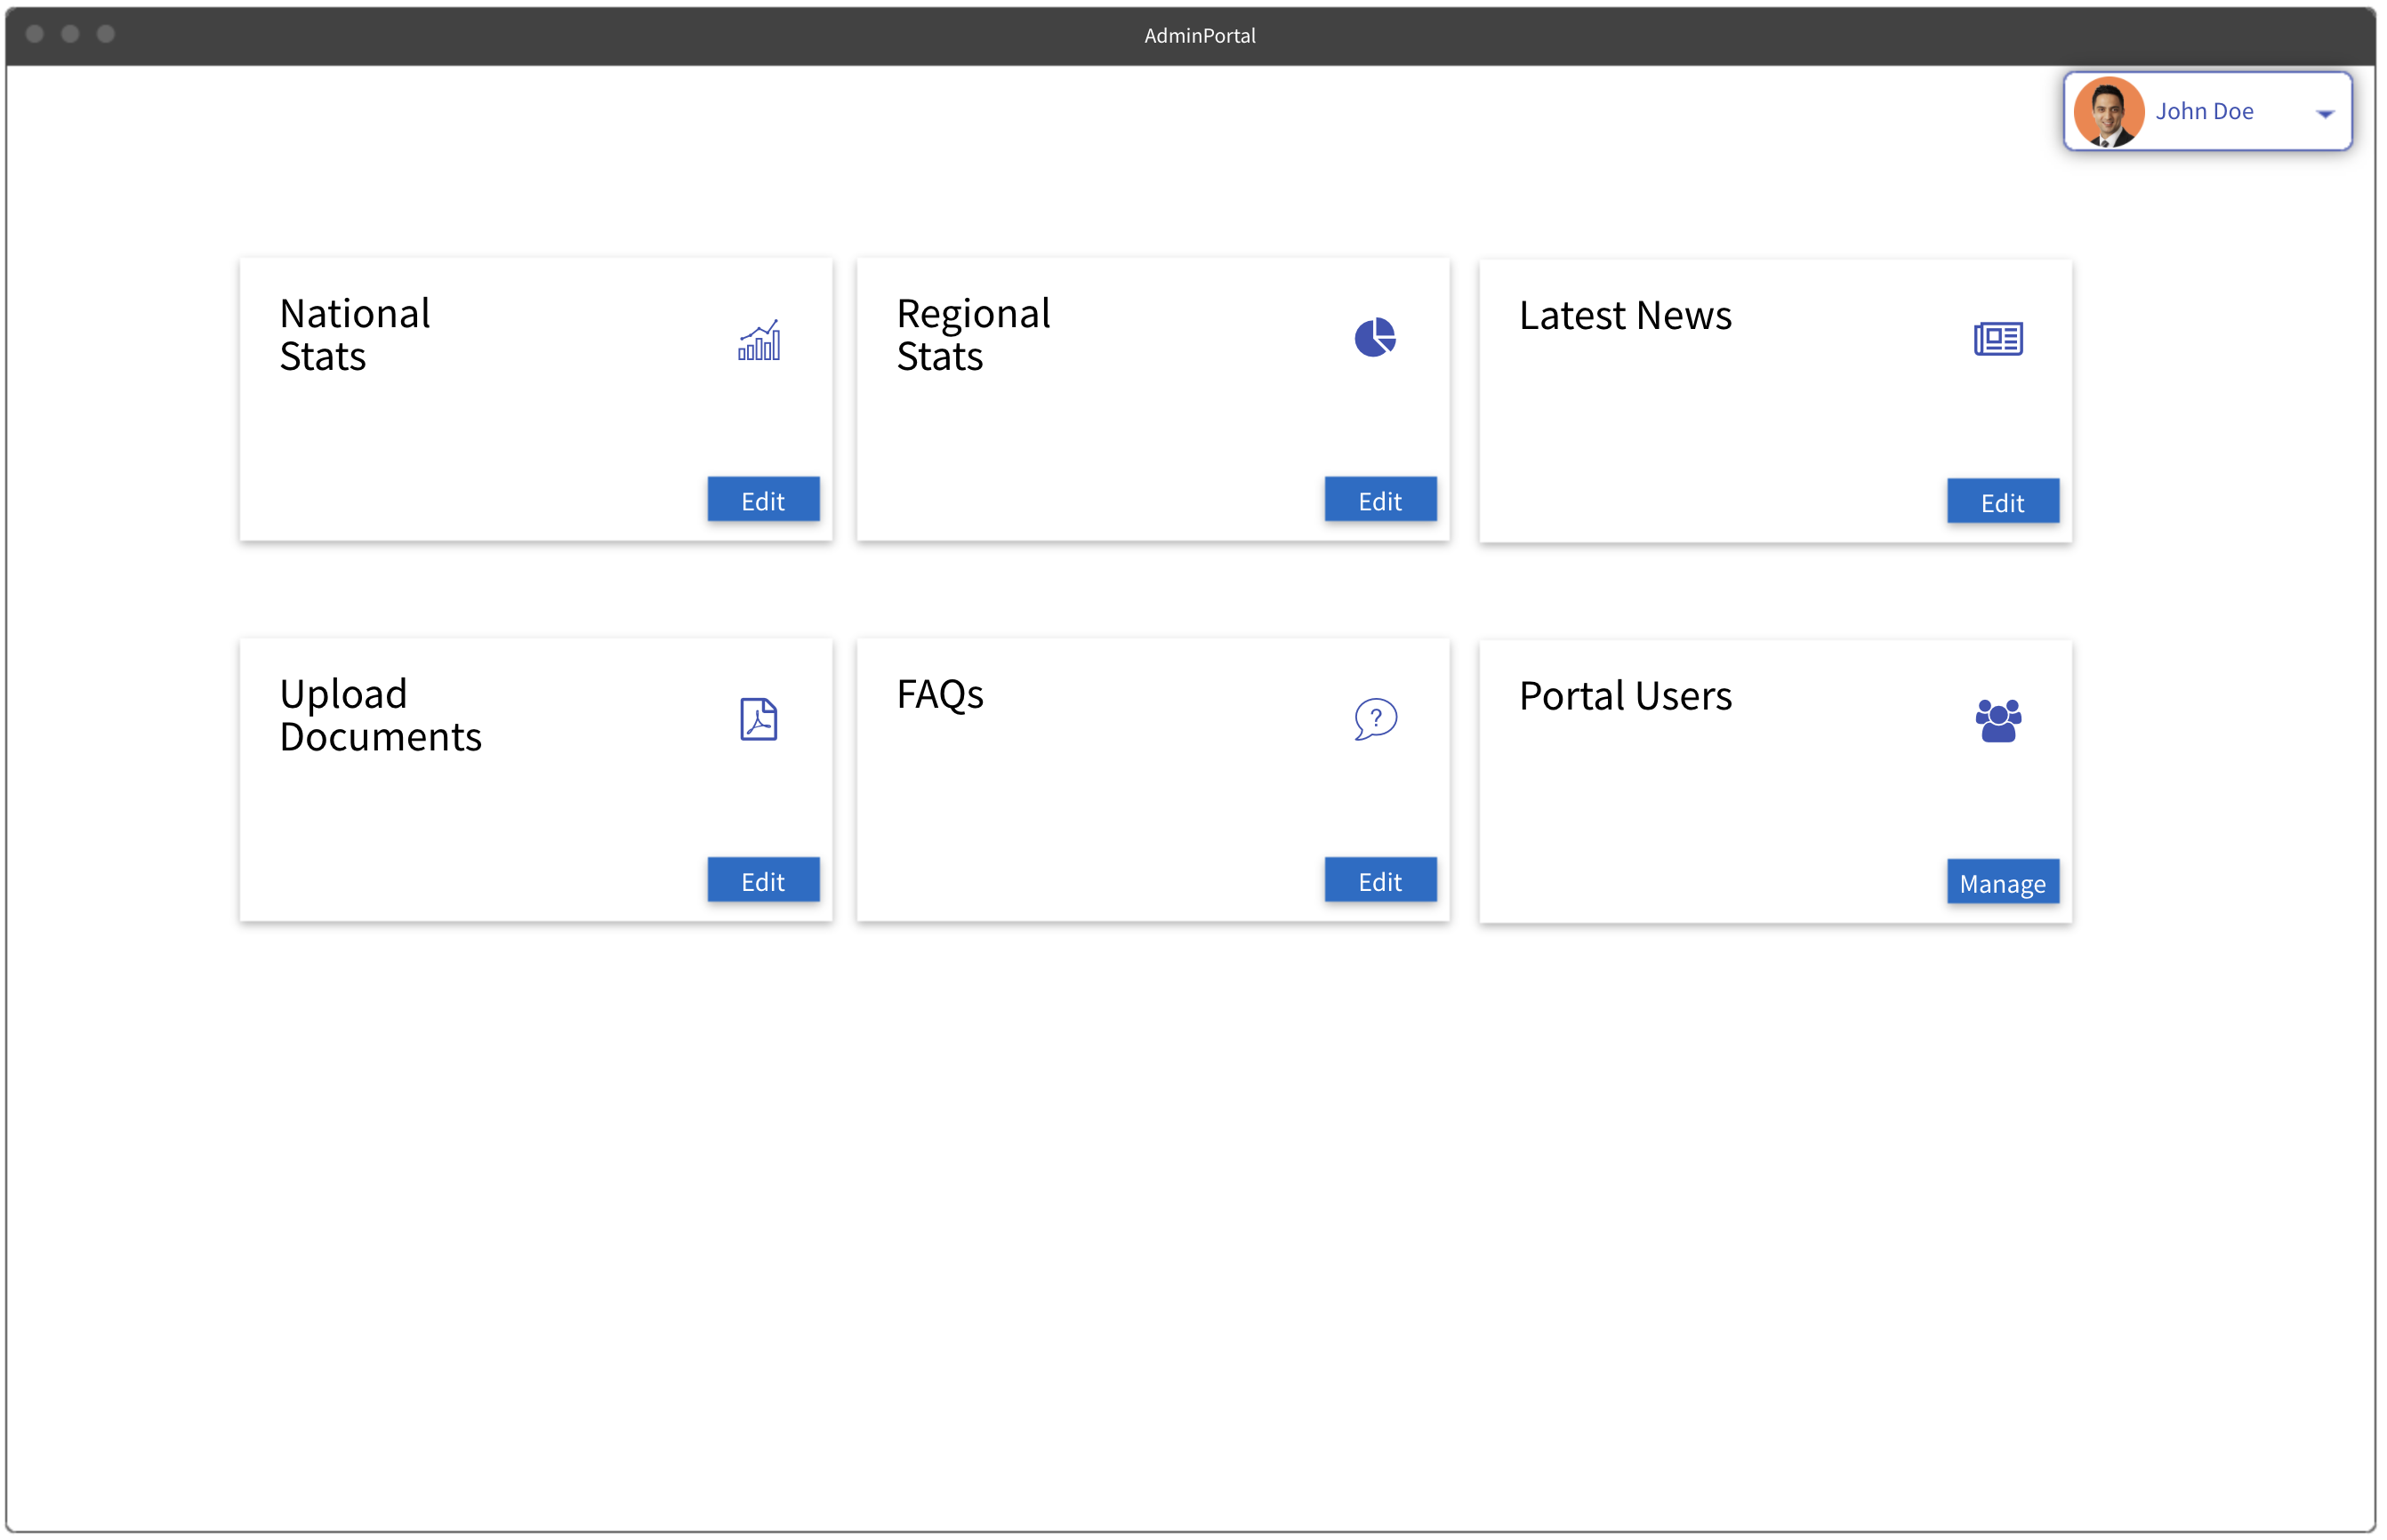 AdminPortal
John Doe
National
Stats
Edit
Regional
Stats
Edit
Latest News
Edit
Upload
Documents
Edit
FAQs
?
Edit
Portal Users
Manage